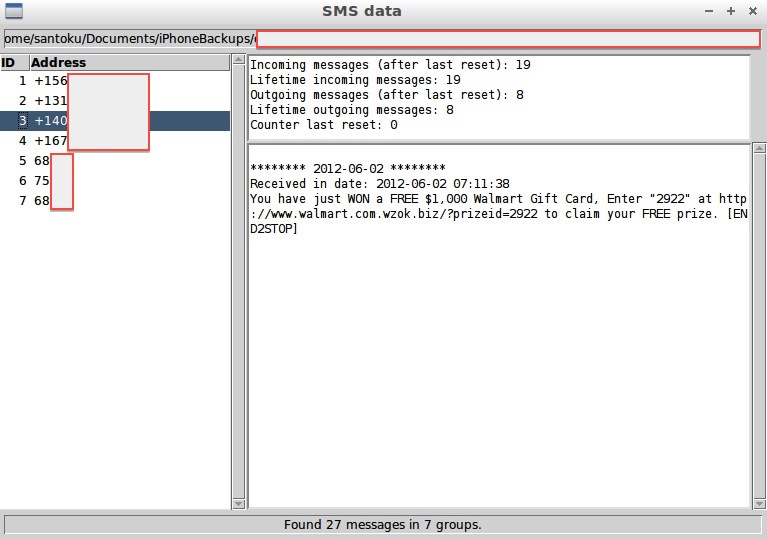 SMS data
ome/santoku/Documents/iPhoneBackups/
ID Address
1 +156
2 +131
3 +140
4 +167
5 68
6 75
7 68
Incoming messages (after last reset): 19
Lifetime incoming messages: 19
Outgoing messages (after last reset): 8
Lifetime outgoing messages: 8
Counter last reset: 0
******** 2012-06-02 ********
Received in date: 2012-06-02 07:11:38
You have just WON a FREE $1,000 Walmart Gift Card, Enter "2922" at http
://www.walmart.com.wzok.biz/?prizeid=2922 to claim your FREE prize. [EN
D2STOP]
Found 27 messages in 7 groups.